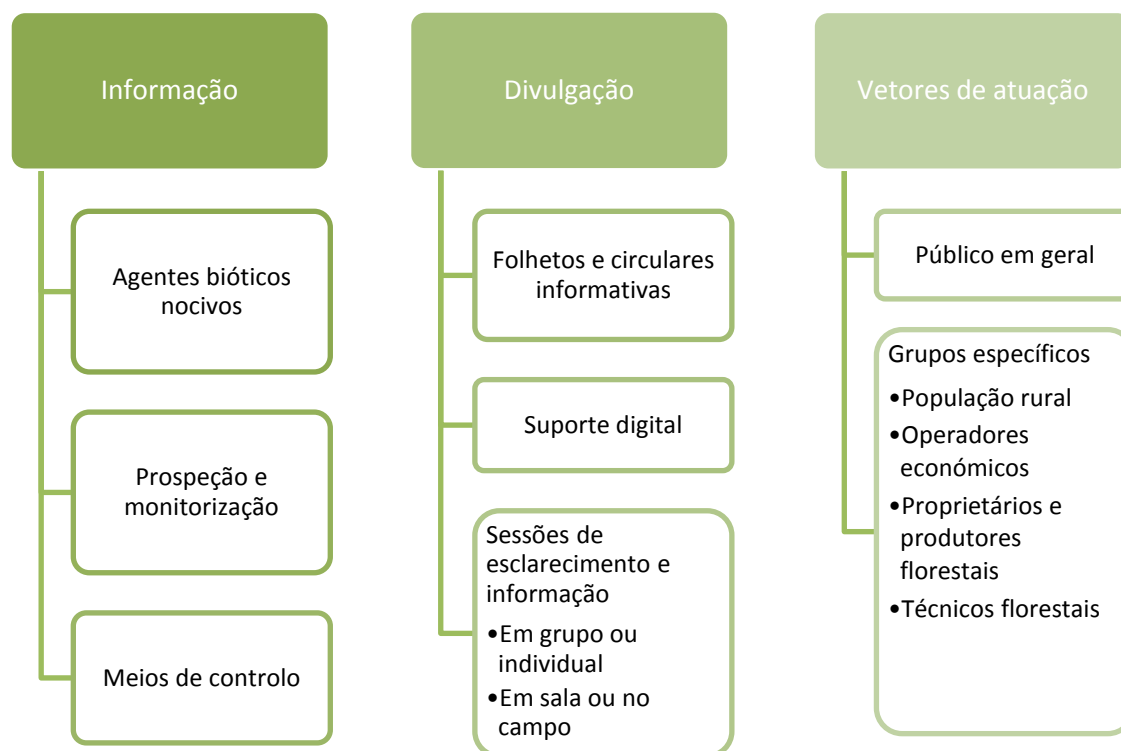 Informação
Agentes bióticos
nocivos
Prospeção e
monitorização
Meios de controlo
Divulgação
Folhetos e circulares
informativas
Suporte digital
Sessões de
esclarecimento e
informação
•Em grupo ou
individual
•Em sala ou no
campo
Vetores de atuação
Público em geral
Grupos específicos
•População rural
•Operadores
económicos
•Proprietários e
produtores
florestais
•Técnicos florestais